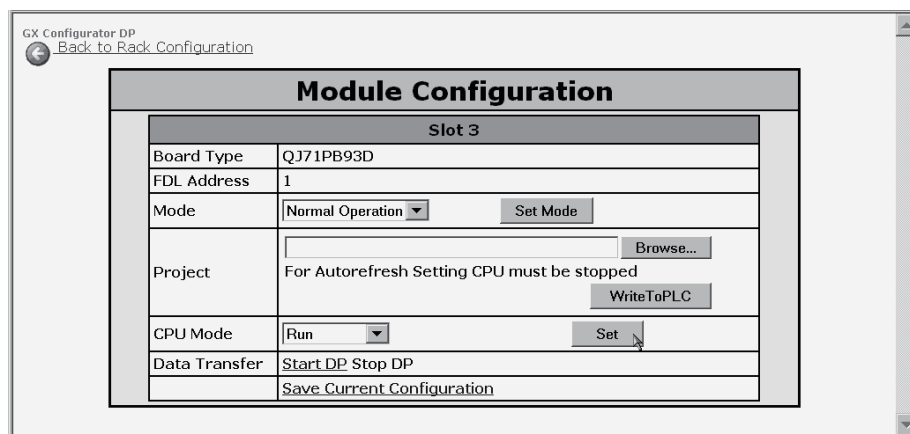 GX Configurator DP
Back to Rack Configuration
Module Configuration
Slot 3
Board Type QJ71PB93D
FDL Address 1
Mode Normal Operation Set Mode
Browse...
Project For Autorefresh Setting CPU must be stopped
WriteToPLC
CPU Mode Run Set
Data Transfer Start DP Stop DP
Save Current Configuration